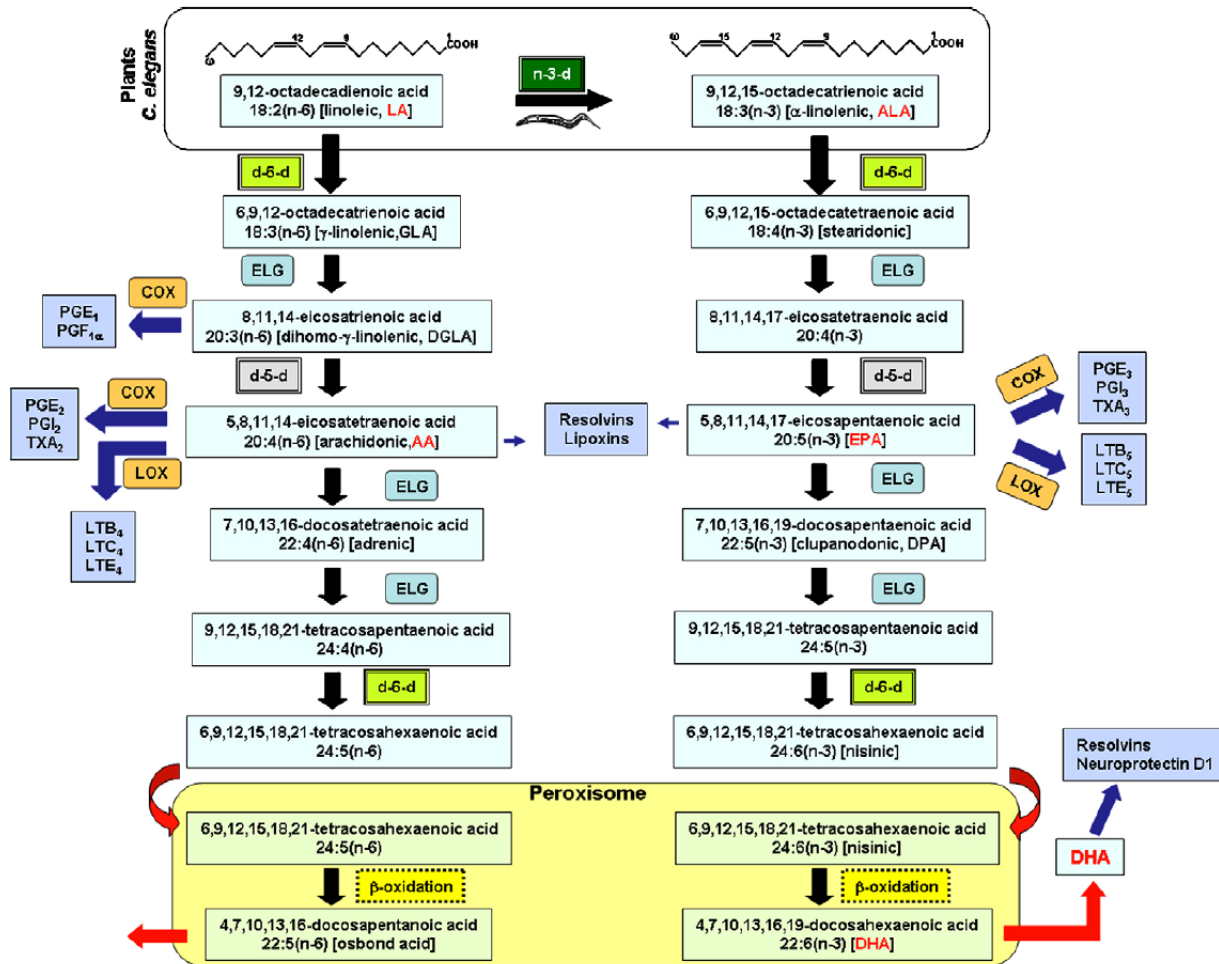 Plants
C. elegans
12
9
1
COOH
ω
9,12-octadecadienoic acid
18:2(n-6) [linoleic, LA]
n-3-d
ω
15
12
9
1
COOH
9,12,15-octadecatrienoic acid
18:3(n-3) [α-linolenic, ALA]
d-6-d
d-6-d
6,9,12-octadecatrienoic acid
18:3(n-6) [γ-linolenic,GLA]
6,9,12,15-octadecatetraenoic acid
18:4(n-3) [stearidonic]
ELG
ELG
COX
PGE1
PGF1α
8,11,14-eicosatrienoic acid
20:3(n-6) [dihomo-γ-linolenic, DGLA]
8,11,14,17-eicosatetraenoic acid
20:4(n-3)
d-5-d
d-5-d
COX
PGE3
PGI3
TXA3
COX
PGE2
PGI2
TXA2
5,8,11,14-eicosatetraenoic acid
20:4(n-6) [arachidonic,AA]
Resolvins
Lipoxins
5,8,11,14,17-eicosapentaenoic acid
20:5(n-3) [EPA]
LOX
LTB5
LTC5
LTE5
LOX
ELG
ELG
LTB4
LTC4
LTE4
7,10,13,16-docosatetraenoic acid
22:4(n-6) [adrenic]
7,10,13,16,19-docosapentaenoic acid
22:5(n-3) [clupanodonic, DPA]
ELG
ELG
9,12,15,18,21-tetracosapentaenoic acid
24:4(n-6)
9,12,15,18,21-tetracosapentaenoic acid
24:5(n-3)
d-6-d
d-6-d
6,9,12,15,18,21-tetracosahexaenoic acid
24:5(n-6)
6,9,12,15,18,21-tetracosahexaenoic acid
24:6(n-3) [nisinic]
Resolvins
Neuroprotectin D1
Peroxisome
6,9,12,15,18,21-tetracosahexaenoic acid
24:5(n-6)
6,9,12,15,18,21-tetracosahexaenoic acid
24:6(n-3) [nisinic]
DHA
β-oxidation
β-oxidation
4,7,10,13,16-docosapentanoic acid
22:5(n-6) [osbond acid]
4,7,10,13,16,19-docosahexaenoic acid
22:6(n-3) [DHA]